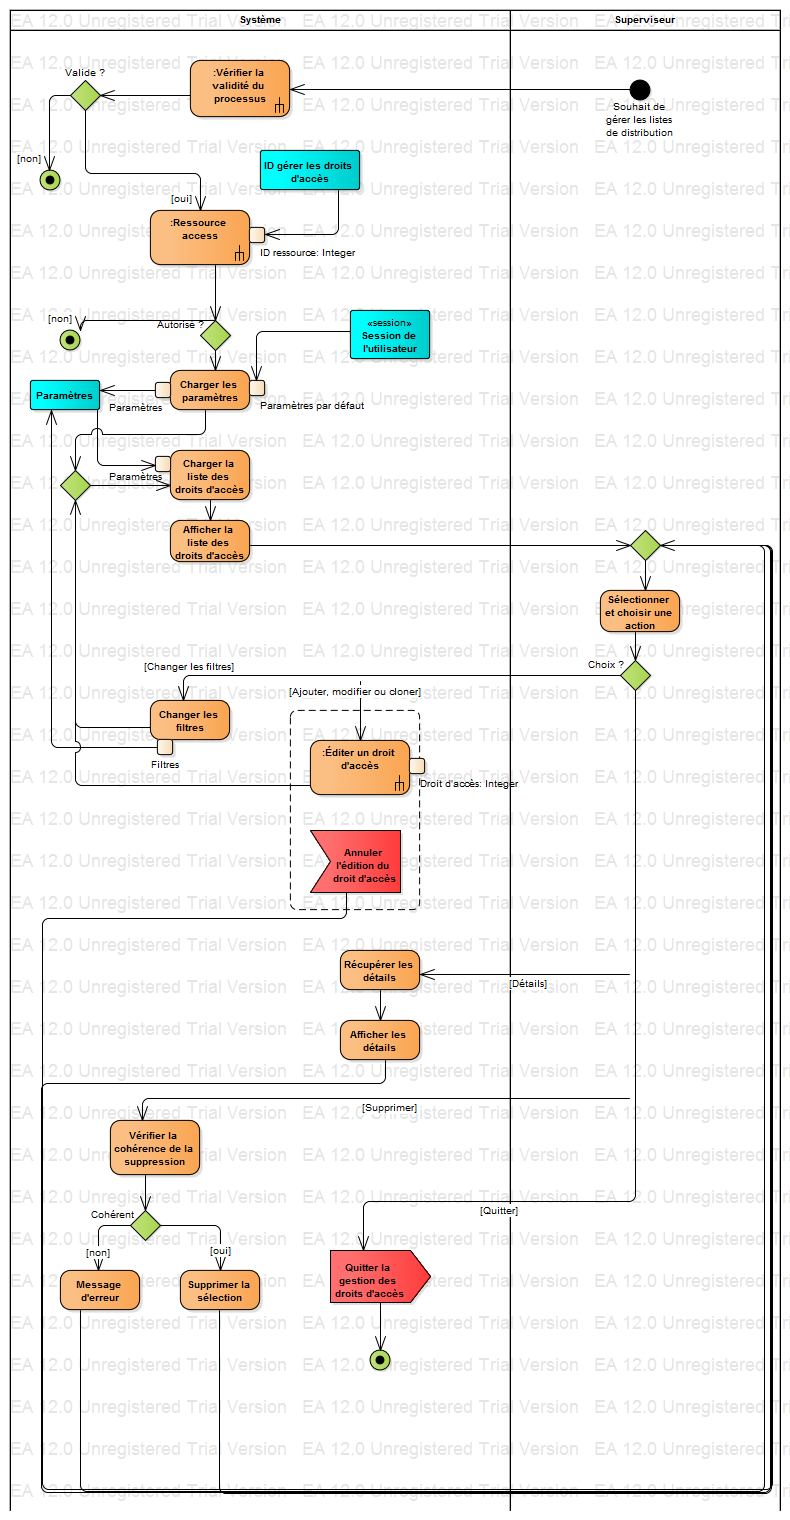 Système
Superviseur
Valide ?
:Vérifier la
validité du
processus
Souhait de
gérer les listes
de distribution
[non]
ID gérer les droits
d'accès
[oui]
:Ressource
access
ID ressource: Integer
[non]
Autorisé ?
«session»
Session de
l'utilisateur
Charger les
paramètres
Paramètres
Paramètres
Paramètres par défaut
Charger la
liste des
droits d'accès
Paramètres
Afficher la
liste des
droits d'accès
Sélectionner
et choisir une
action
Choix ?
[Changer les filtres]
[Ajouter, modifier ou cloner]
Changer les
filtres
Filtres
:Éditer un droit
d'accès
Droit d'accès: Integer
Annuler
l'édition du
droit d'accès
Récupérer les
détails
[Détails]
Afficher les
détails
[Supprimer]
Vérifier la
cohérence de la
suppression
Cohérent
[Quitter]
[non]
[oui]
Message
d'erreur
Supprimer la
sélection
Quitter la
gestion des
droits d'accès
EA 12.0 Unregistered Trial Version